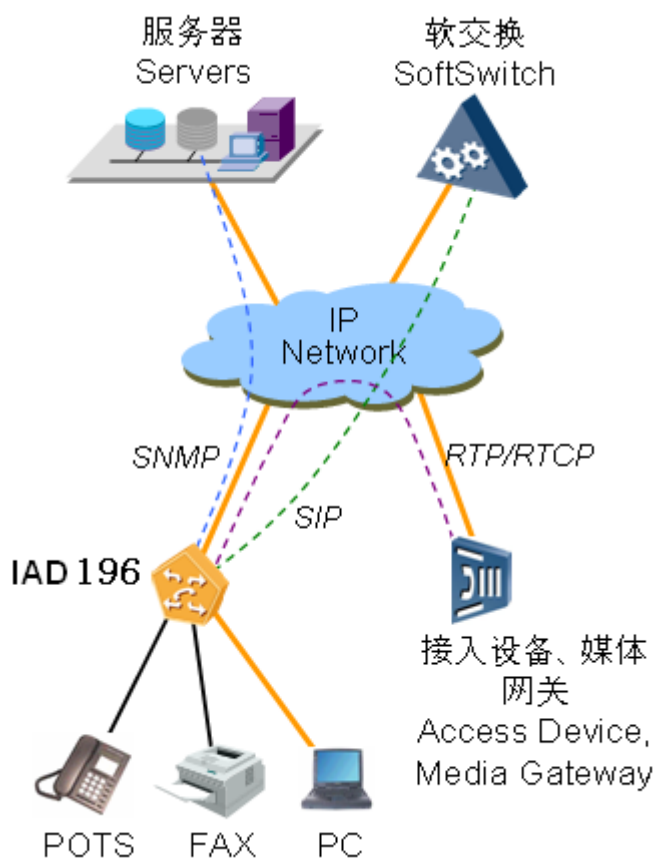 服务器
Servers
软交换
SoftSwitch
IP
Network
SNMP
RTP/RTCP
SIP
IAD 196
接入设备、媒体
网关
Access Device,
Media Gateway
POTS
FAX
PC